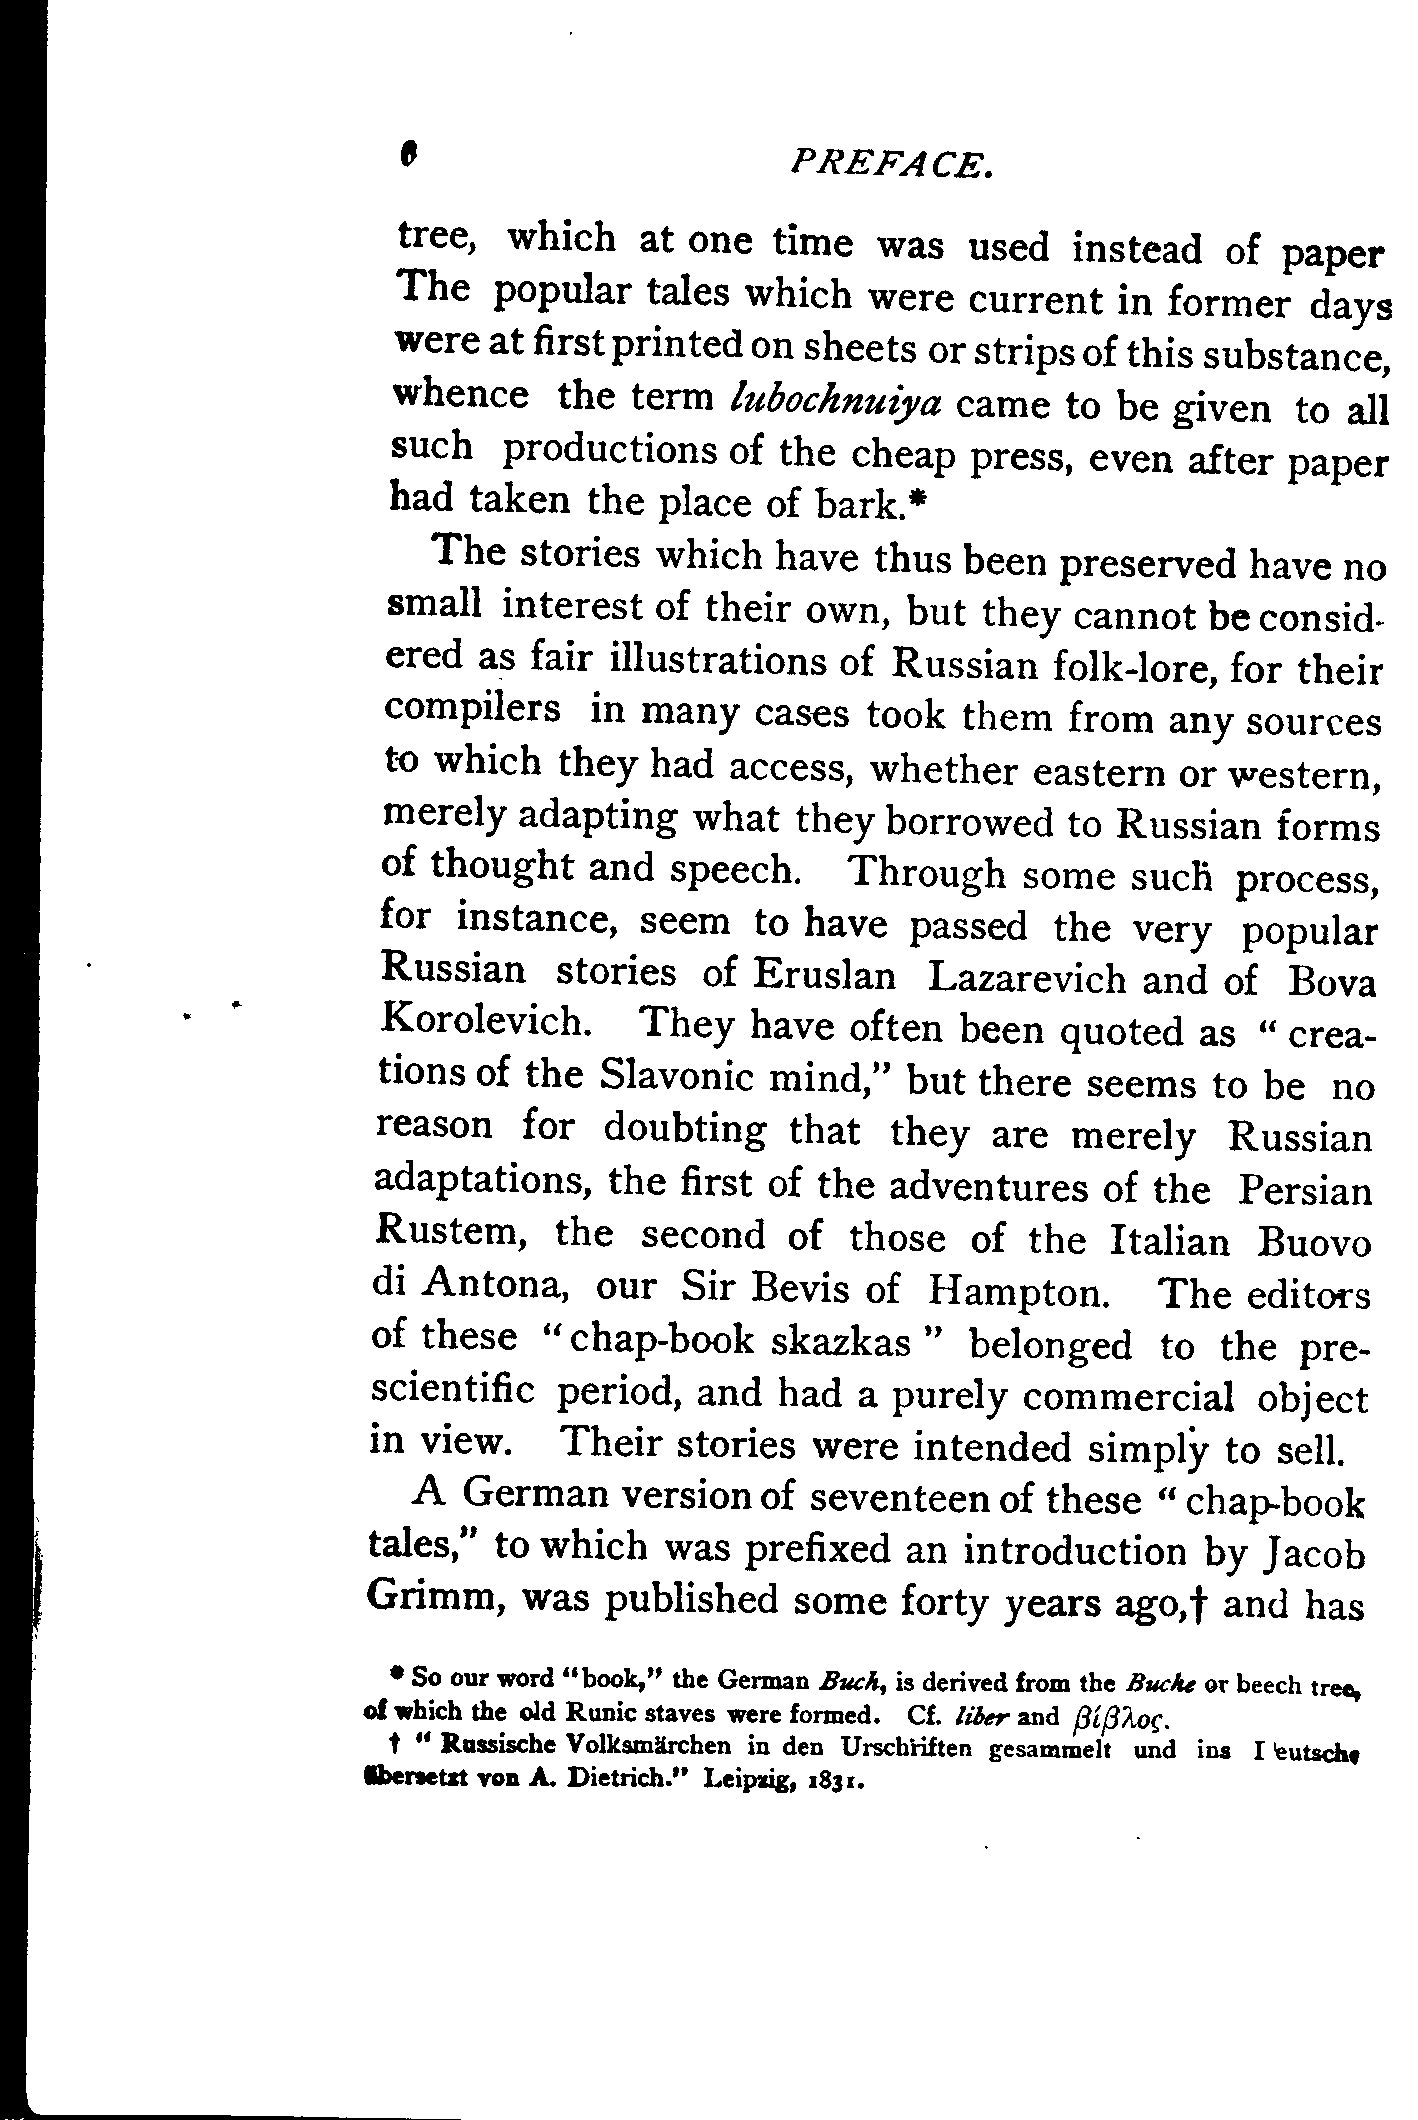 6 PREFACE.
tree, which at one time was used instead of paper
The popular tales which were current in former days
were at first printed on sheets or strips of this substance,
whence the term lubochnuiya came to be given to all
such productions of the cheap press, even after paper
had taken the place of bark.*
The stories which have thus been preserved have no
small interest of their own, but they cannot be consid-
ered as fair illustrations of Russian folk-lore, for their
compilers in many cases took them from any sources
to which they had access, whether eastern or western,
merely adapting what they borrowed to Russian forms
of thought and speech. Through some such process,
for instance, seem to have passed the very popular
Russian stories of Eruslan Lazarevich and of Bova
Korolevich. They have often been quoted as “ crea-
tions of the Slavonic mind,” but there seems to be no
reason for doubting that they are merely Russian
adaptations, the first of the adventures of the Persian
Rustem, the second of those of the Italian Buovo
di Antona, our Sir Bevis of Hampton. The editors
of these “ chap-book skazkas ” belonged to the pre-
scientific period, and had a purely commercial object
in view. Their stories were intended simply to sell.
A German version of seventeen of these “ chap-book
tales,” to which was prefixed an introduction by Jacob
Grimm, was published some forty years ago,† and has
* So our word “book,” the German Buch, is derived from the Buche or beech tree,
of which the old Runic staves were formed. Cf. liber and βίβλος.
† “ Russische Volksmärchen in den Urschriften gesammelt und ins Deutsche
übersetzt von A. Dietrich.” Leipzig, 1831.